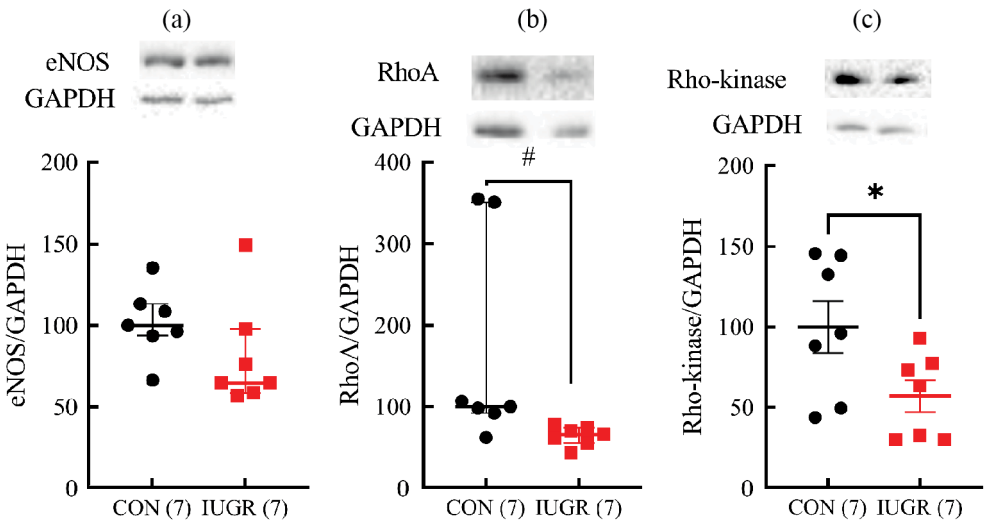 (a)
eNOS
GAPDH
200
150
100
50
0
eNOS/GAPDH
CON (7) IUGR (7)
(b)
RhoA
GAPDH
#
400
300
200
100
0
RhoA/GAPDH
CON (7) IUGR (7)
(c)
Rho-kinase
GAPDH
*
200
150
100
50
0
Rho-kinase/GAPDH
CON (7) IUGR (7)